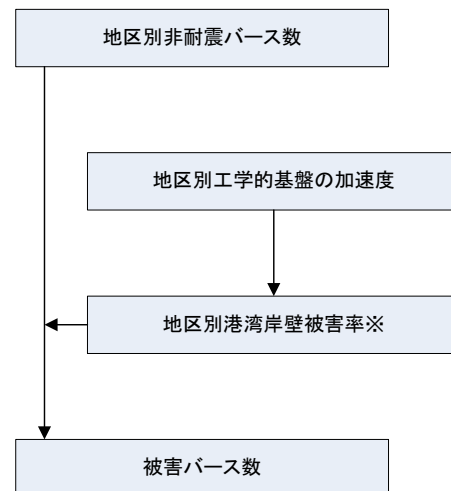 地区別非耐震バース数
地区別工学的基盤の加速度
地区別港湾岸壁被害率※
被害バース数